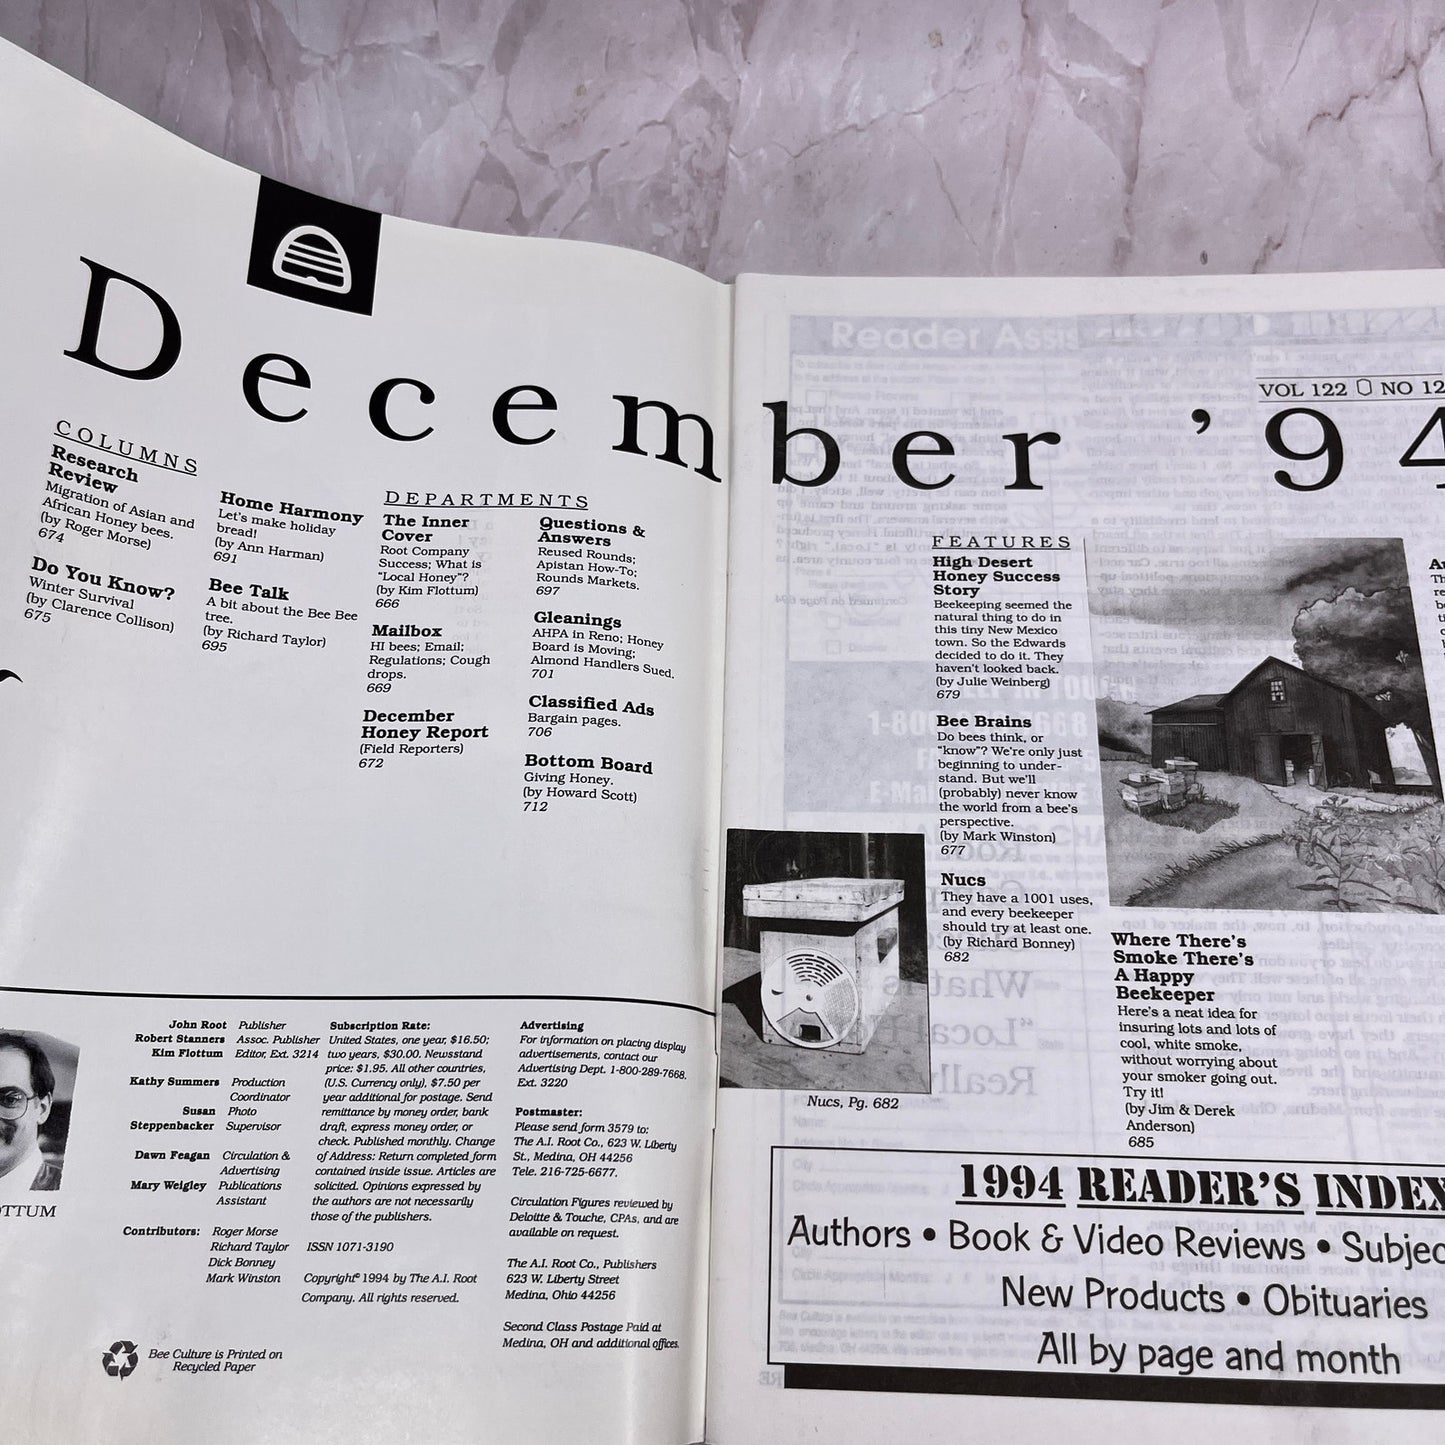 December '94
VOL 122 NO 12
COLUMNS
Research
Review
Migration of Asian and
African Honey bees.
(by Roger Morse)
674
Do You Know?
Winter Survival
(by Clarence Collison)
675
Home Harmony
Let's make holiday
bread!
(by Ann Harman)
691
Bee Talk
A bit about the Bee Bee
tree.
(by Richard Taylor)
695
DEPARTMENTS
The Inner
Cover
Root Company
Success; What is
"Local Honey"?
(by Kim Flottum)
666
Mailbox
HI bees; Email;
Regulations; Cough
drops.
669
December
Honey Report
(Field Reporters)
672
Questions &
Answers
Reused Rounds;
Apistan How-To;
Rounds Markets.
697
Gleanings
AHPA in Reno; Honey
Board is Moving;
Almond Handlers Sued.
701
Classified Ads
Bargain pages.
706
Bottom Board
Giving Honey.
(by Howard Scott)
712
OTTUM
John Root Publisher
Robert Stanners Assoc. Publisher
Kim Flottum Editor, Ext. 3214
Kathy Summers Production
Coordinator
Susan Photo
Steppenbacker Supervisor
Dawn Feagan Circulation &
Advertising
Mary Weigley Publications
Assistant
Contributors: Roger Morse
Richard Taylor
Dick Bonney
Mark Winston
Bee Culture is Printed on
Recycled Paper
Subscription Rate:
United States, one year, $16.50;
two years, $30.00. Newsstand
price: $1.95. All other countries,
(U.S. Currency only), $7.50 per
year additional for postage. Send
remittance by money order, bank
draft, express money order, or
check. Published monthly. Change
of Address: Return completed form
contained inside issue. Articles are
solicited. Opinions expressed by
the authors are not necessarily
those of the publishers.
ISSN 1071-3190
Copyright© 1994 by The A.I. Root
Company. All rights reserved.
Advertising
For information on placing display
advertisements, contact our
Advertising Dept. 1-800-289-7668,
Ext. 3220
Postmaster:
Please send form 3579 to:
The A.I. Root Co., 623 W. Liberty
St., Medina, OH 44256
Tele. 216-725-6677.
Circulation Figures reviewed by
Deloitte & Touche, CPAs, and are
available on request.
The A.I. Root Co., Publishers
623 W. Liberty Street
Medina, Ohio 44256
Second Class Postage Paid at
Medina, OH and additional offices.
FEATURES
High Desert
Honey Success
Story
Beekeeping seemed the
natural thing to do in
this tiny New Mexico
town. So the Edwards
decided to do it. They
haven't looked back.
(by Julie Weinberg)
679
Bee Brains
Do bees think, or
"know"? We're only just
beginning to under-
stand. But we'll
(probably) never know
the world from a bee's
perspective.
(by Mark Winston)
677
Nucs
They have a 1001 uses,
and every beekeeper
should try at least one.
(by Richard Bonney)
682
Nucs, Pg. 682
Where There's
Smoke There's
A Happy
Beekeeper
Here's a neat idea for
insuring lots and lots of
cool, white smoke,
without worrying about
your smoker going out.
Try it!
(by Jim & Derek
Anderson)
685
1994 READER'S INDEX
Authors • Book & Video Reviews • Subjec
New Products • Obituaries
All by page and month